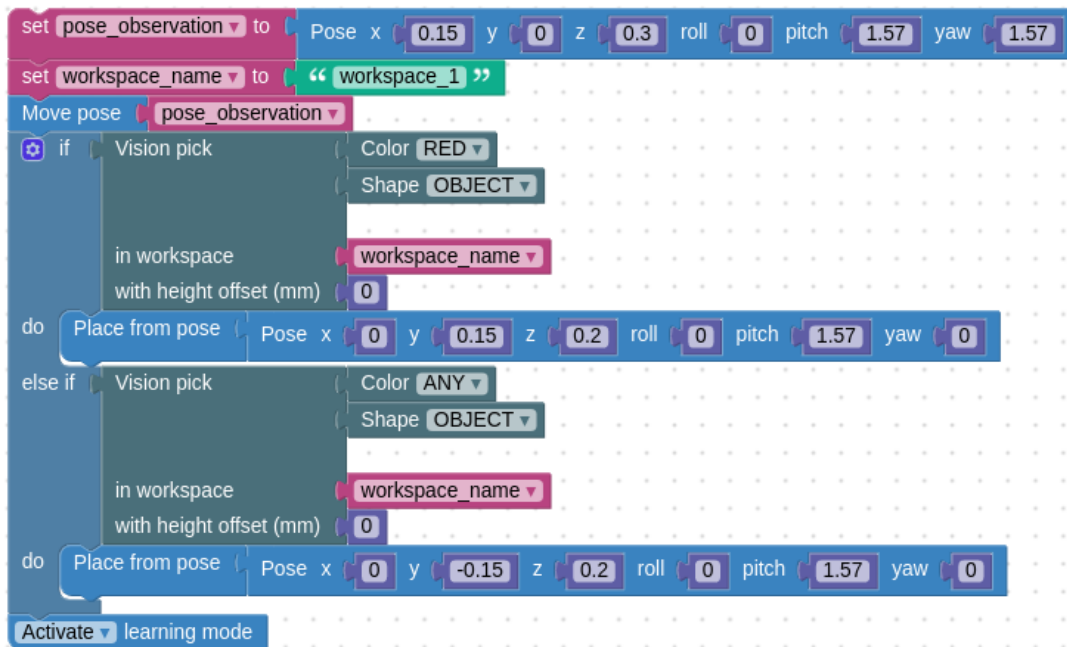 set pose_observation ▾ to Pose x 0.15 y 0 z 0.3 roll 0 pitch 1.57 yaw 1.57
set workspace_name ▾ to “ workspace_1 ”
Move pose pose_observation ▾
if Vision pick Color RED ▾
Shape OBJECT ▾
in workspace workspace_name ▾
with height offset (mm) 0
do Place from pose Pose x 0 y 0.15 z 0.2 roll 0 pitch 1.57 yaw 0
else if Vision pick Color ANY ▾
Shape OBJECT ▾
in workspace workspace_name ▾
with height offset (mm) 0
do Place from pose Pose x 0 y -0.15 z 0.2 roll 0 pitch 1.57 yaw 0
Activate ▾ learning mode